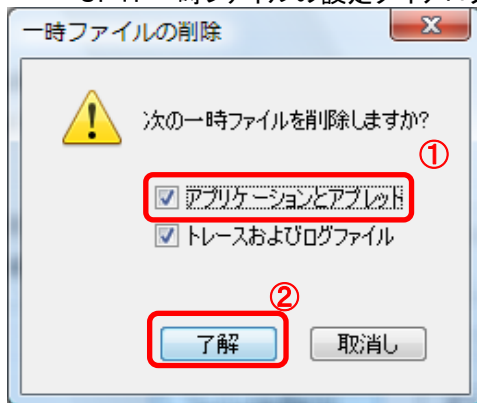 一時ファイルの削除
次の一時ファイルを削除しますか?
①
アプリケーションとアプレット
トレースおよびログファイル
②
了解
取消し